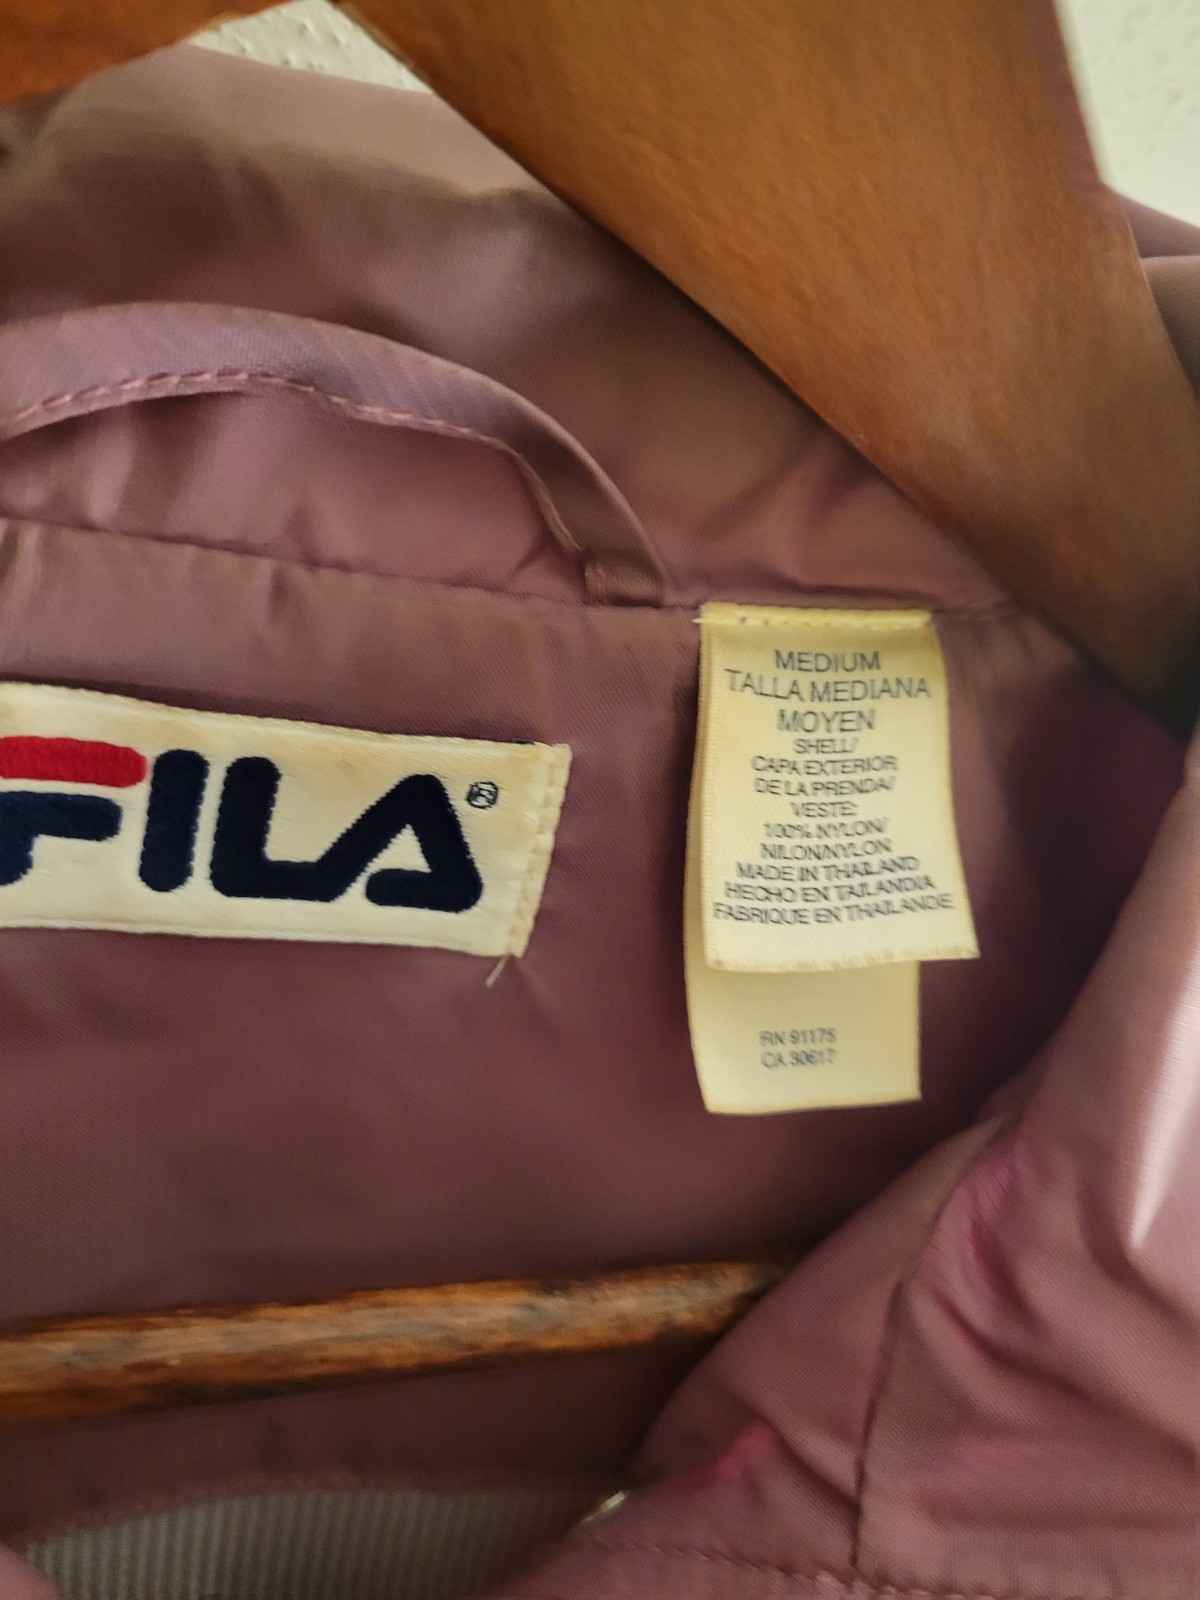 FILA®
MEDIUM
TALLA MEDIANA
MOYEN
SHELL/
CAPA EXTERIOR
DE LA PRENDA/
VESTE:
100% NYLON/
NILON/NYLON
MADE IN THAILAND
HECHO EN TAILANDIA
FABRIQUE EN THAILANDE
RN 91175
CA 30617